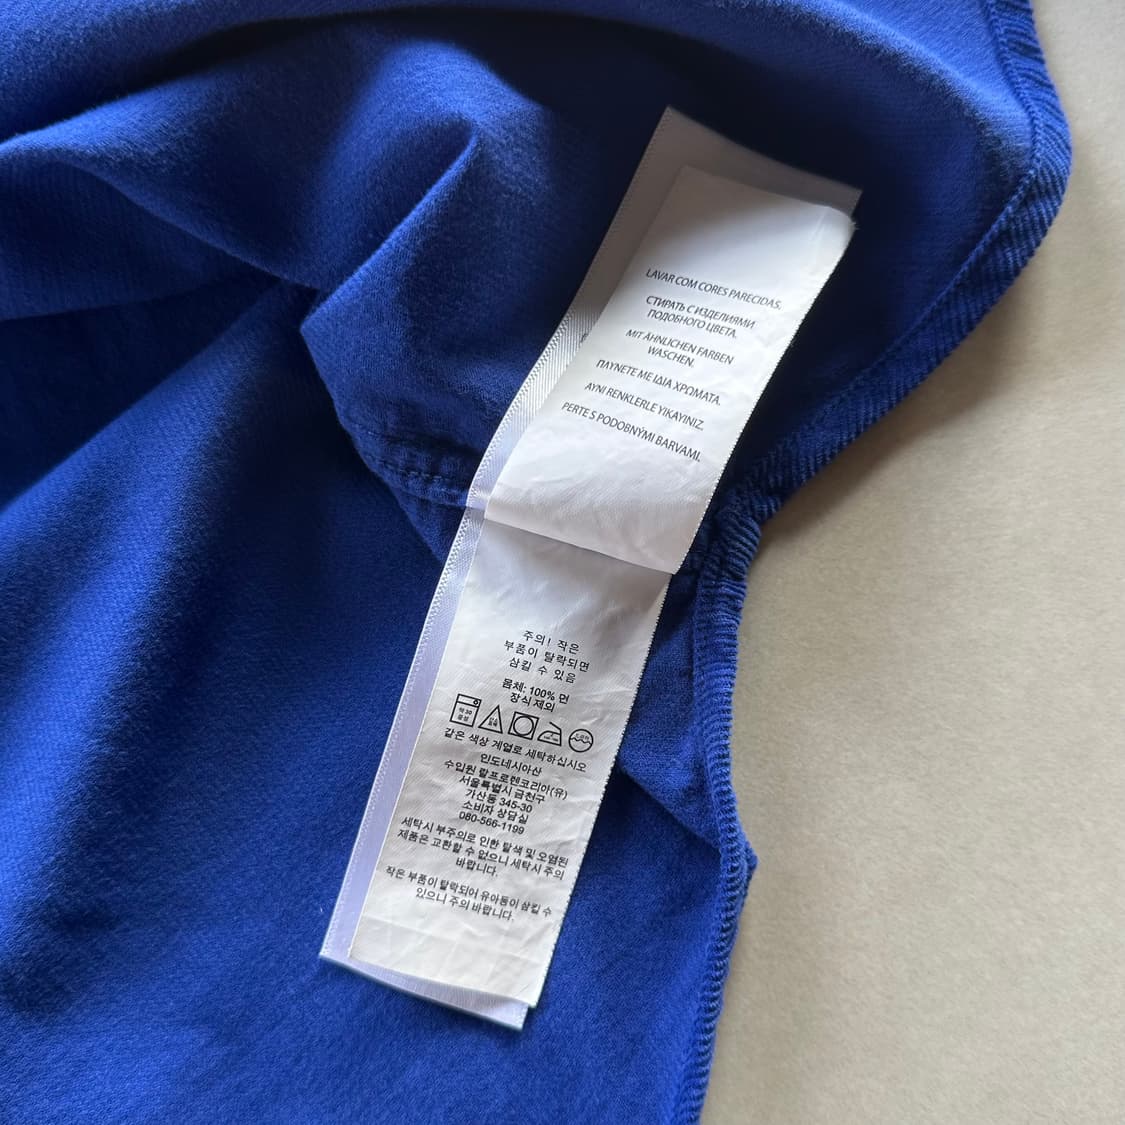 LAVAR COM CORES PARECIDAS.
СТИРАТЬ С ИЗДЕЛИЯМИ
ПОДОБНОГО ЦВЕТА.
MIT ÄHNLICHEN FARBEN
WASCHEN.
ΠΛΥΝΕΤΕ ΜΕ ΙΔΙΑ ΧΡΩΜΑΤΑ.
AYNI RENKLERLE YIKAYINIZ.
PERTE S PODOBNÝMI BARVAMI.
주의! 작은
부품이 탈락되면
삼킬 수 있음
몸체: 100% 면
장식 제외
약 30
중성
같은 색상 계열로 세탁하십시오
인도네시아산
수입원 랄프로렌코리아(유)
서울특별시 금천구
가산동 345-30
소비자 상담실
080-566-1199
세탁시 부주의로 인한 탈색 및 오염된
제품은 교환할 수 없으니 세탁시 주의
바랍니다.
작은 부품이 탈락되어 유아동이 삼킬 수
있으니 주의 바랍니다.